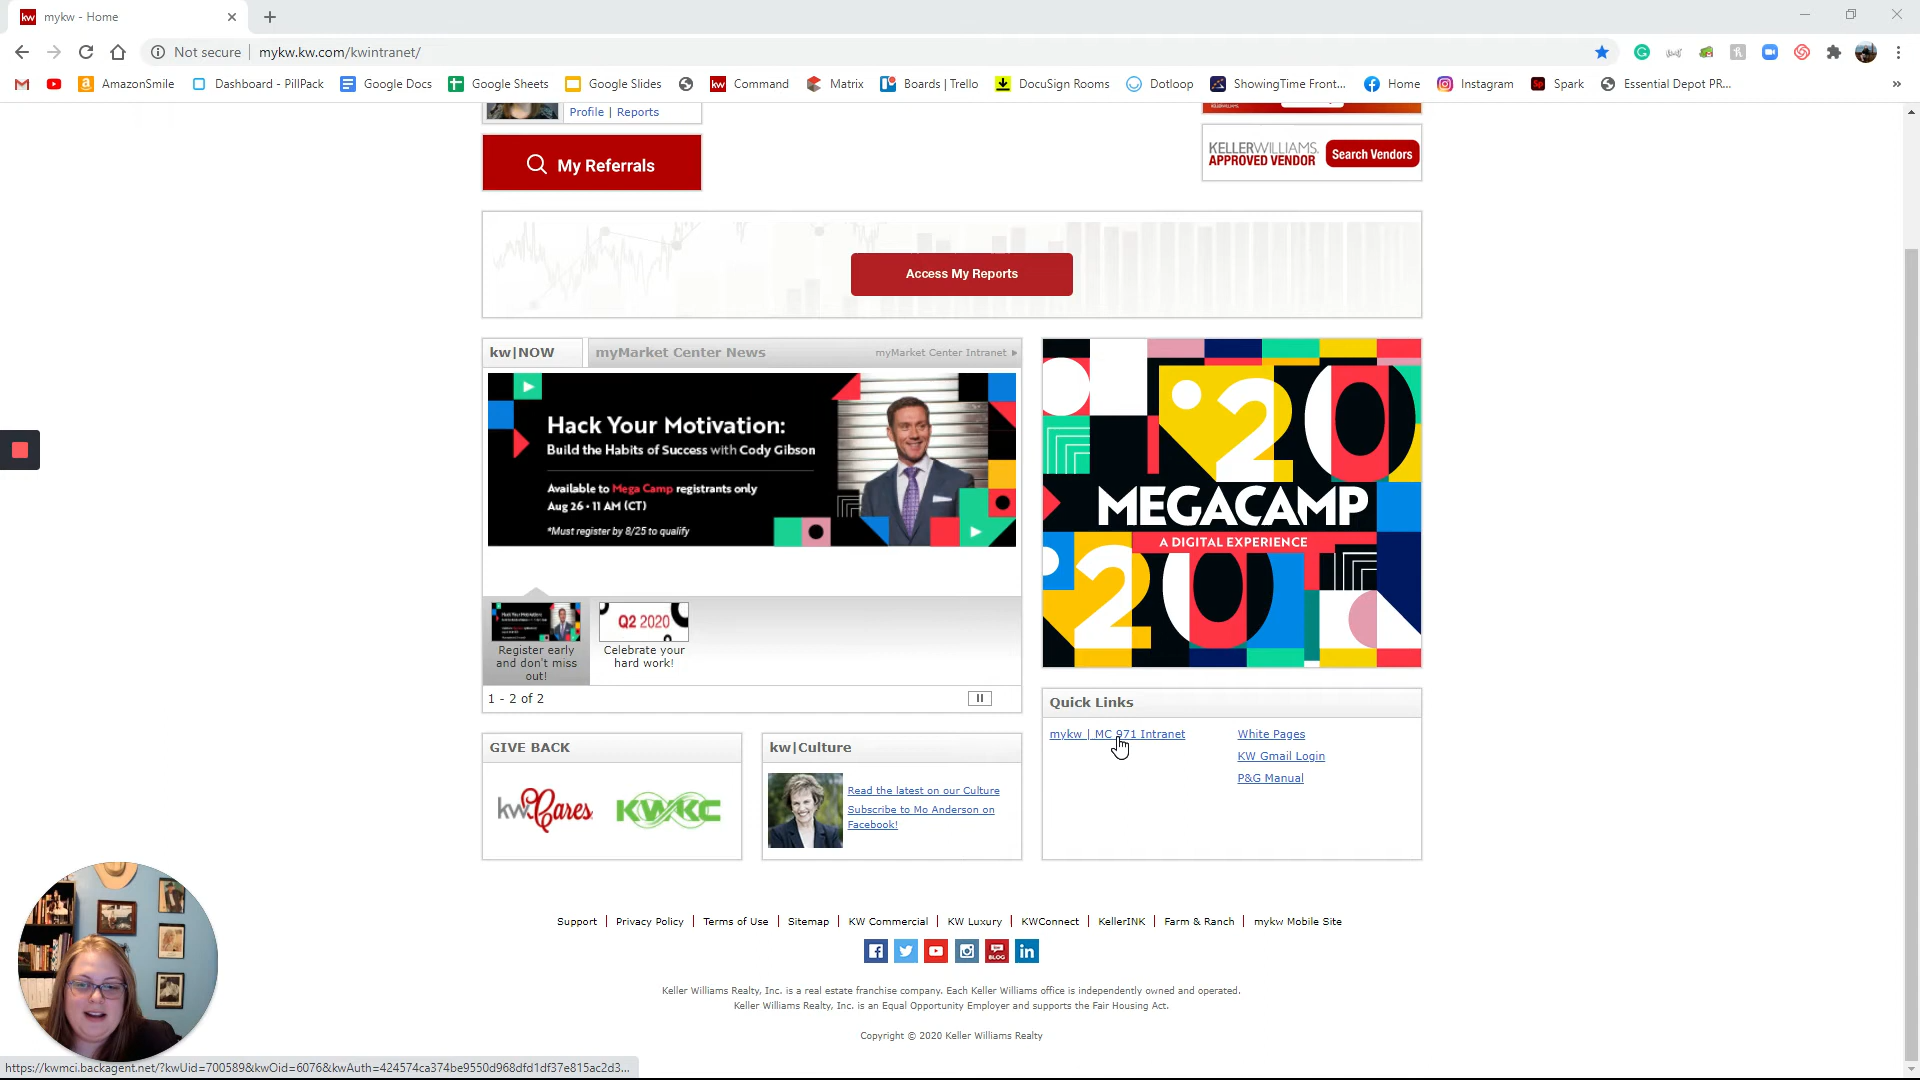 kw mykw - Home
Not secure | mykw.kw.com/kwintranet/
AmazonSmile
Dashboard - PillPack
Google Docs
Google Sheets
Google Slides
kw Command
Matrix
Boards | Trello
DocuSign Rooms
Dotloop
ShowingTime Front...
Home
Instagram
Sp Spark
Essential Depot PR...
»
Profile | Reports
My Referrals
KELLERWILLIAMS.
APPROVED VENDOR
Search Vendors
Access My Reports
kw|NOW
myMarket Center News
myMarket Center Intranet
Hack Your Motivation:
Build the Habits of Success with Cody Gibson
Available to Mega Camp registrants only
Aug 26 • 11 AM (CT)
*Must register by 8/25 to qualify
20
MEGACAMP
A DIGITAL EXPERIENCE
20
Register early
and don't miss
out!
Q2 2020
Celebrate your
hard work!
1 - 2 of 2
Quick Links
mykw | MC 971 Intranet
White Pages
KW Gmail Login
P&G Manual
GIVE BACK
kwCares
KWKC
kw|Culture
Read the latest on our Culture
Subscribe to Mo Anderson on
Facebook!
Support | Privacy Policy | Terms of Use | Sitemap | KW Commercial | KW Luxury | KWConnect | KellerINK | Farm & Ranch | mykw Mobile Site
BLOG
Keller Williams Realty, Inc. is a real estate franchise company. Each Keller Williams office is independently owned and operated.
Keller Williams Realty, Inc. is an Equal Opportunity Employer and supports the Fair Housing Act.
Copyright © 2020 Keller Williams Realty
https://kwmci.backagent.net/?kwUid=700589&kwOid=6076&kwAuth=424574ca374be9550d968dfd1df37e815ac2d3...